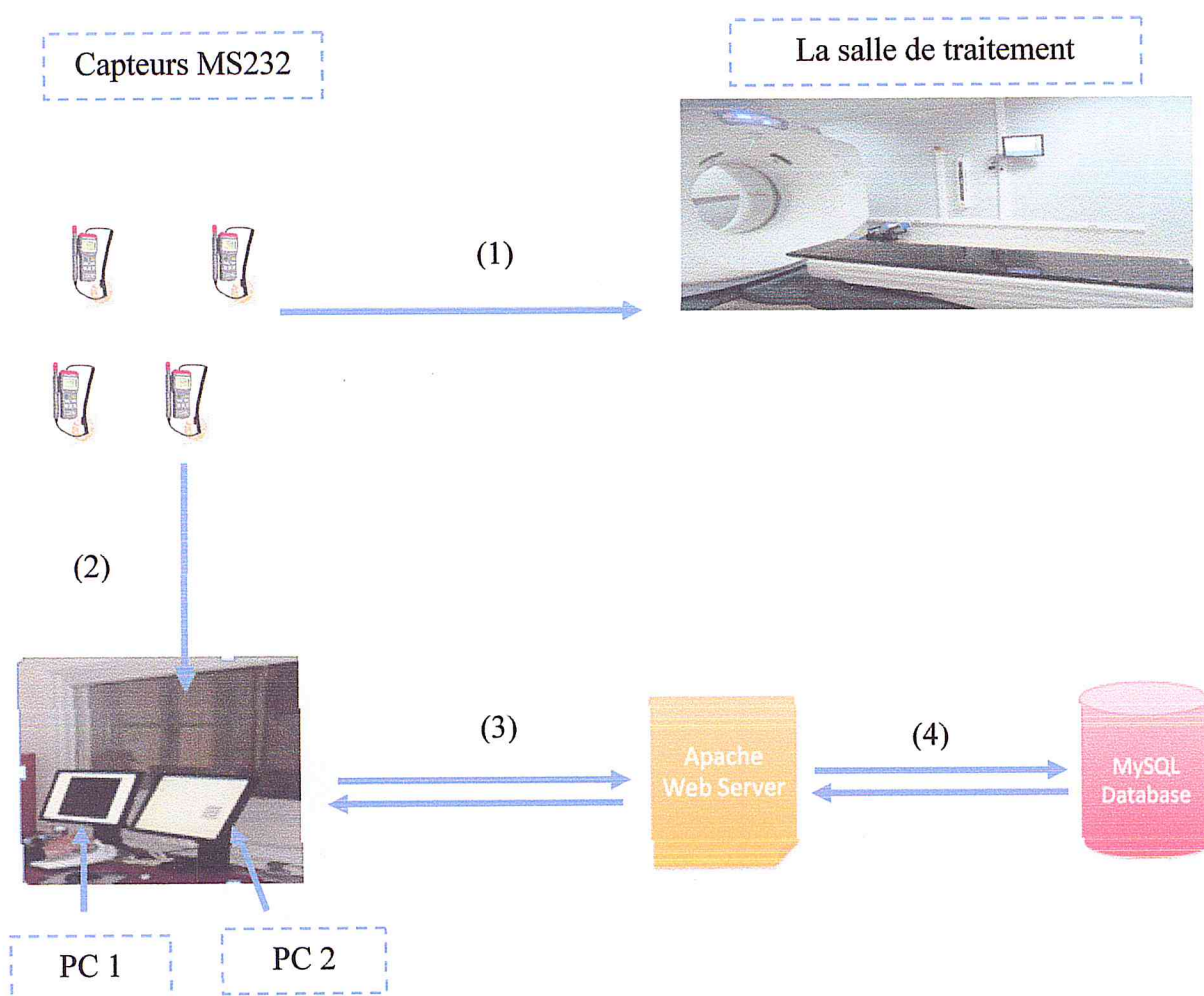 Capteurs MS232
La salle de traitement
(1)
(2)
(3)
(4)
Apache
Web Server
MySQL
Database
PC 1
PC 2